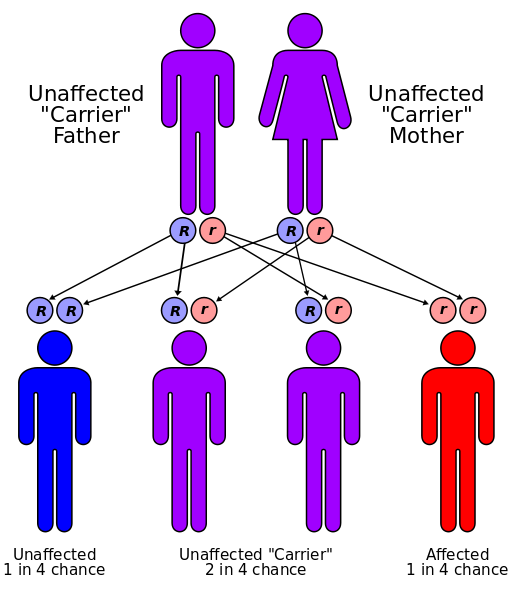 Unaffected
"Carrier"
Father
Unaffected
"Carrier"
Mother
R r R r
R R R r R r r r
Unaffected
1 in 4 chance
Unaffected "Carrier"
2 in 4 chance
Affected
1 in 4 chance